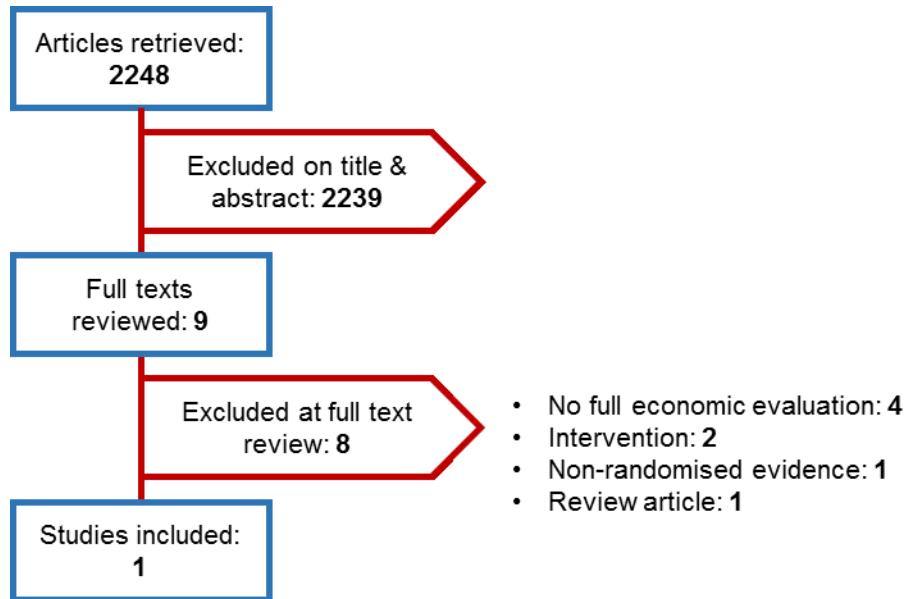 Articles retrieved:
2248
Excluded on title &
abstract: 2239
Full texts
reviewed: 9
Excluded at full text
review: 8
• No full economic evaluation: 4
• Intervention: 2
• Non-randomised evidence: 1
• Review article: 1
Studies included:
1